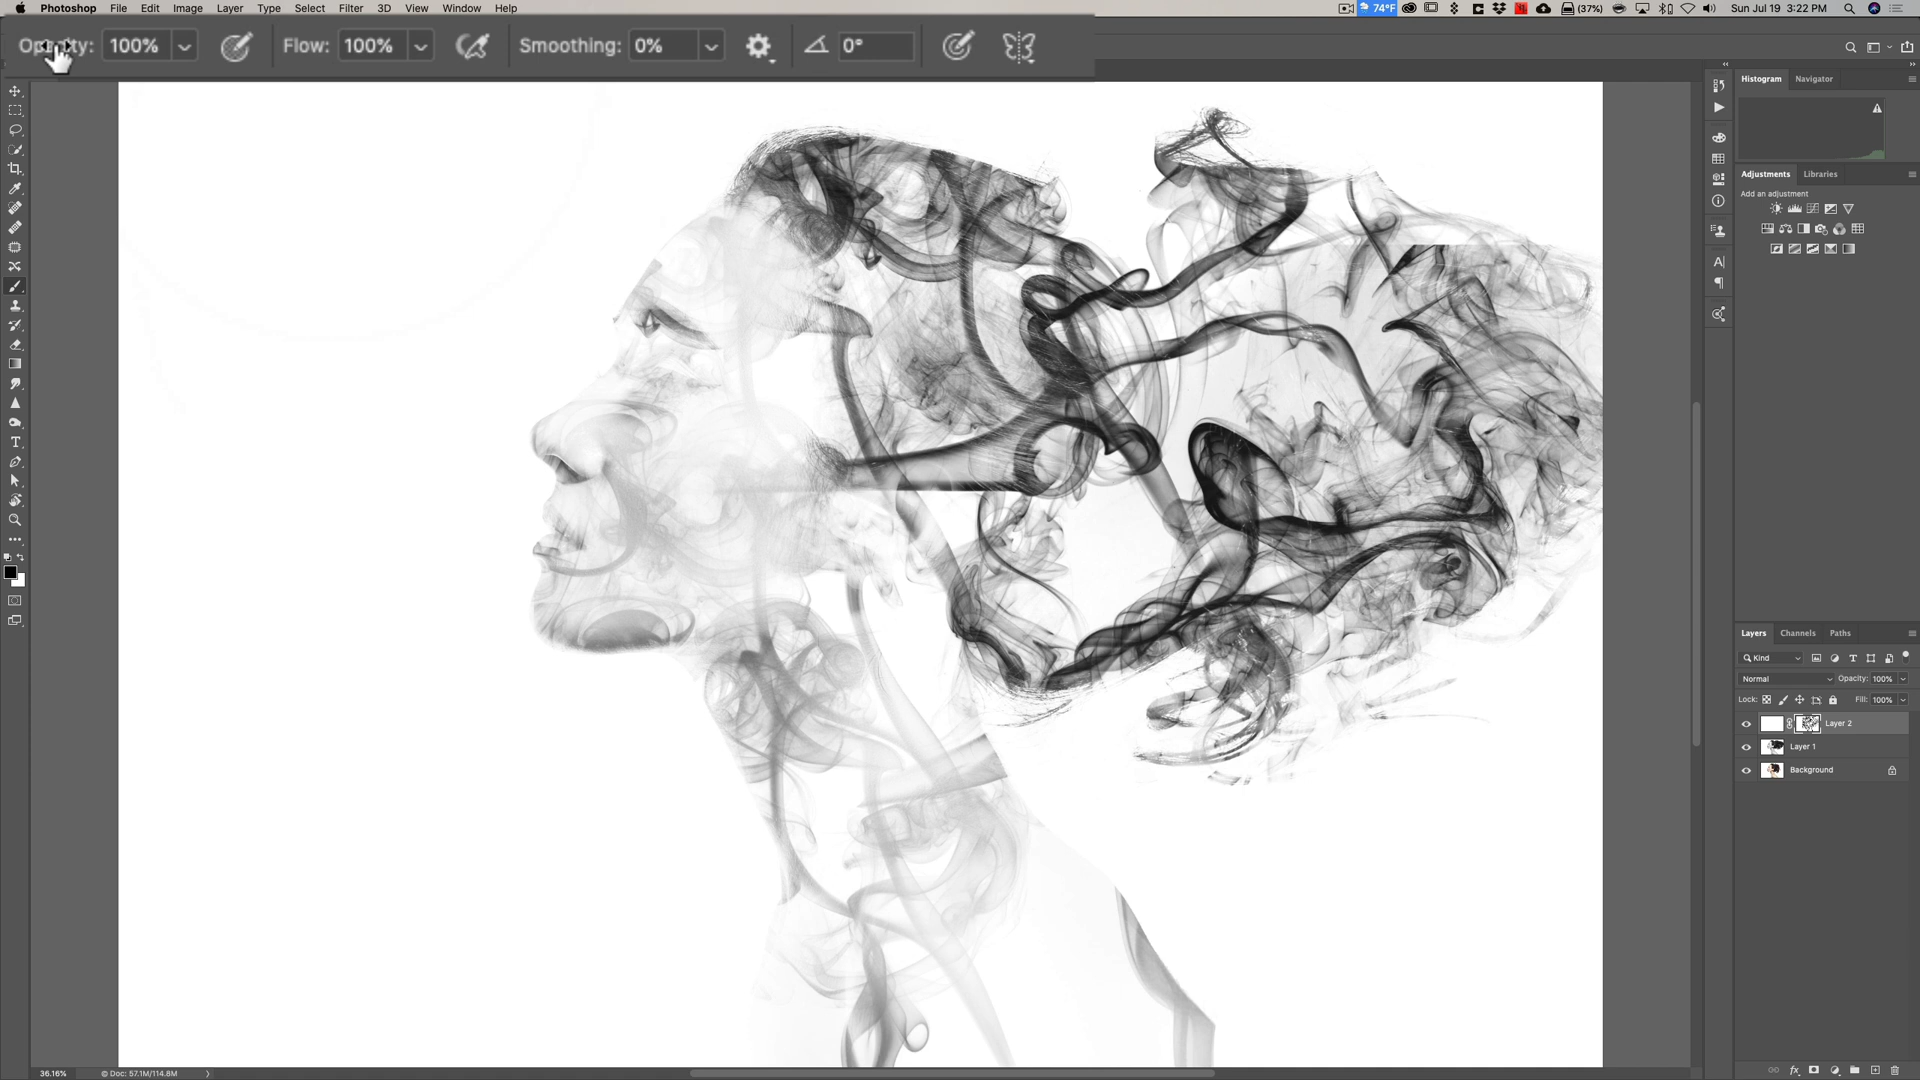 Photoshop File Edit Image Layer Type Select Filter 3D View Window Help
74°F (37%) Sun Jul 19 3:22 PM
Opacity: 100% Flow: 100% Smoothing: 0% 0°
Histogram Navigator
Adjustments Libraries
Add an adjustment
Layers Channels Paths
Kind
Normal Opacity: 100%
Lock: Fill: 100%
Layer 2
Layer 1
Background
36.16% Doc: 57.1M/114.8M